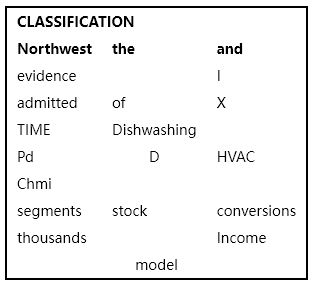 CLASSIFICATION
Northwest the and
evidence I
admitted of X
TIME Dishwashing
Pd D HVAC
Chmi
segments stock conversions
thousands Income
model